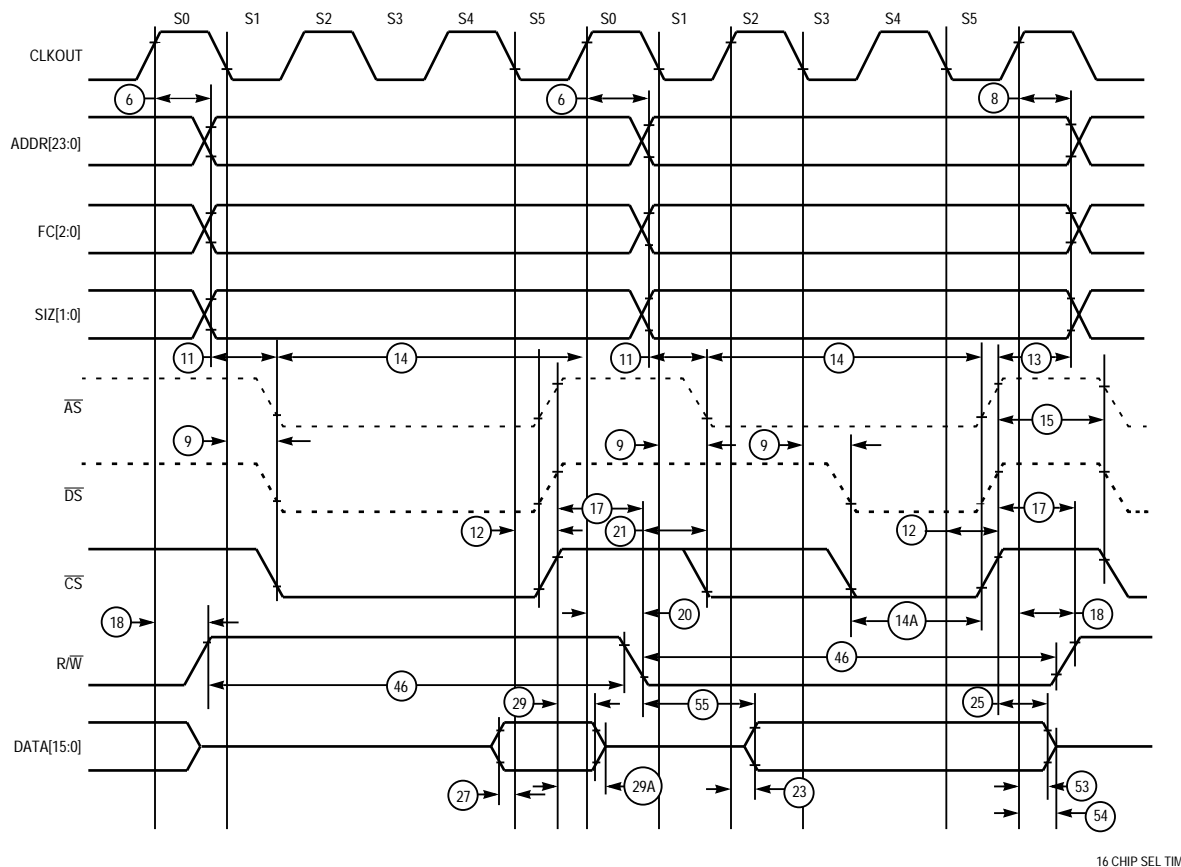 S0 S1 S2 S3 S4 S5 S0 S1 S2 S3 S4 S5
CLKOUT
6 6 8
ADDR[23:0]
FC[2:0]
SIZ[1:0]
11 14 11 14 13
AS
15
9 9 9
DS
17 17
12 21 12
CS
18 20 14A 18
R/W
46 46
29 55 25
DATA[15:0]
27 29A 23 53
54
16 CHIP SEL TIM